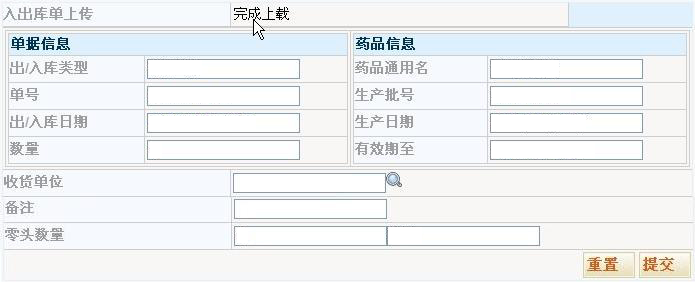 入出库单上传 完成上载
单据信息 药品信息
出/入库类型 药品通用名
单号 生产批号
出/入库日期 生产日期
数量 有效期至
收货单位
备注
零头数量
重置 提交